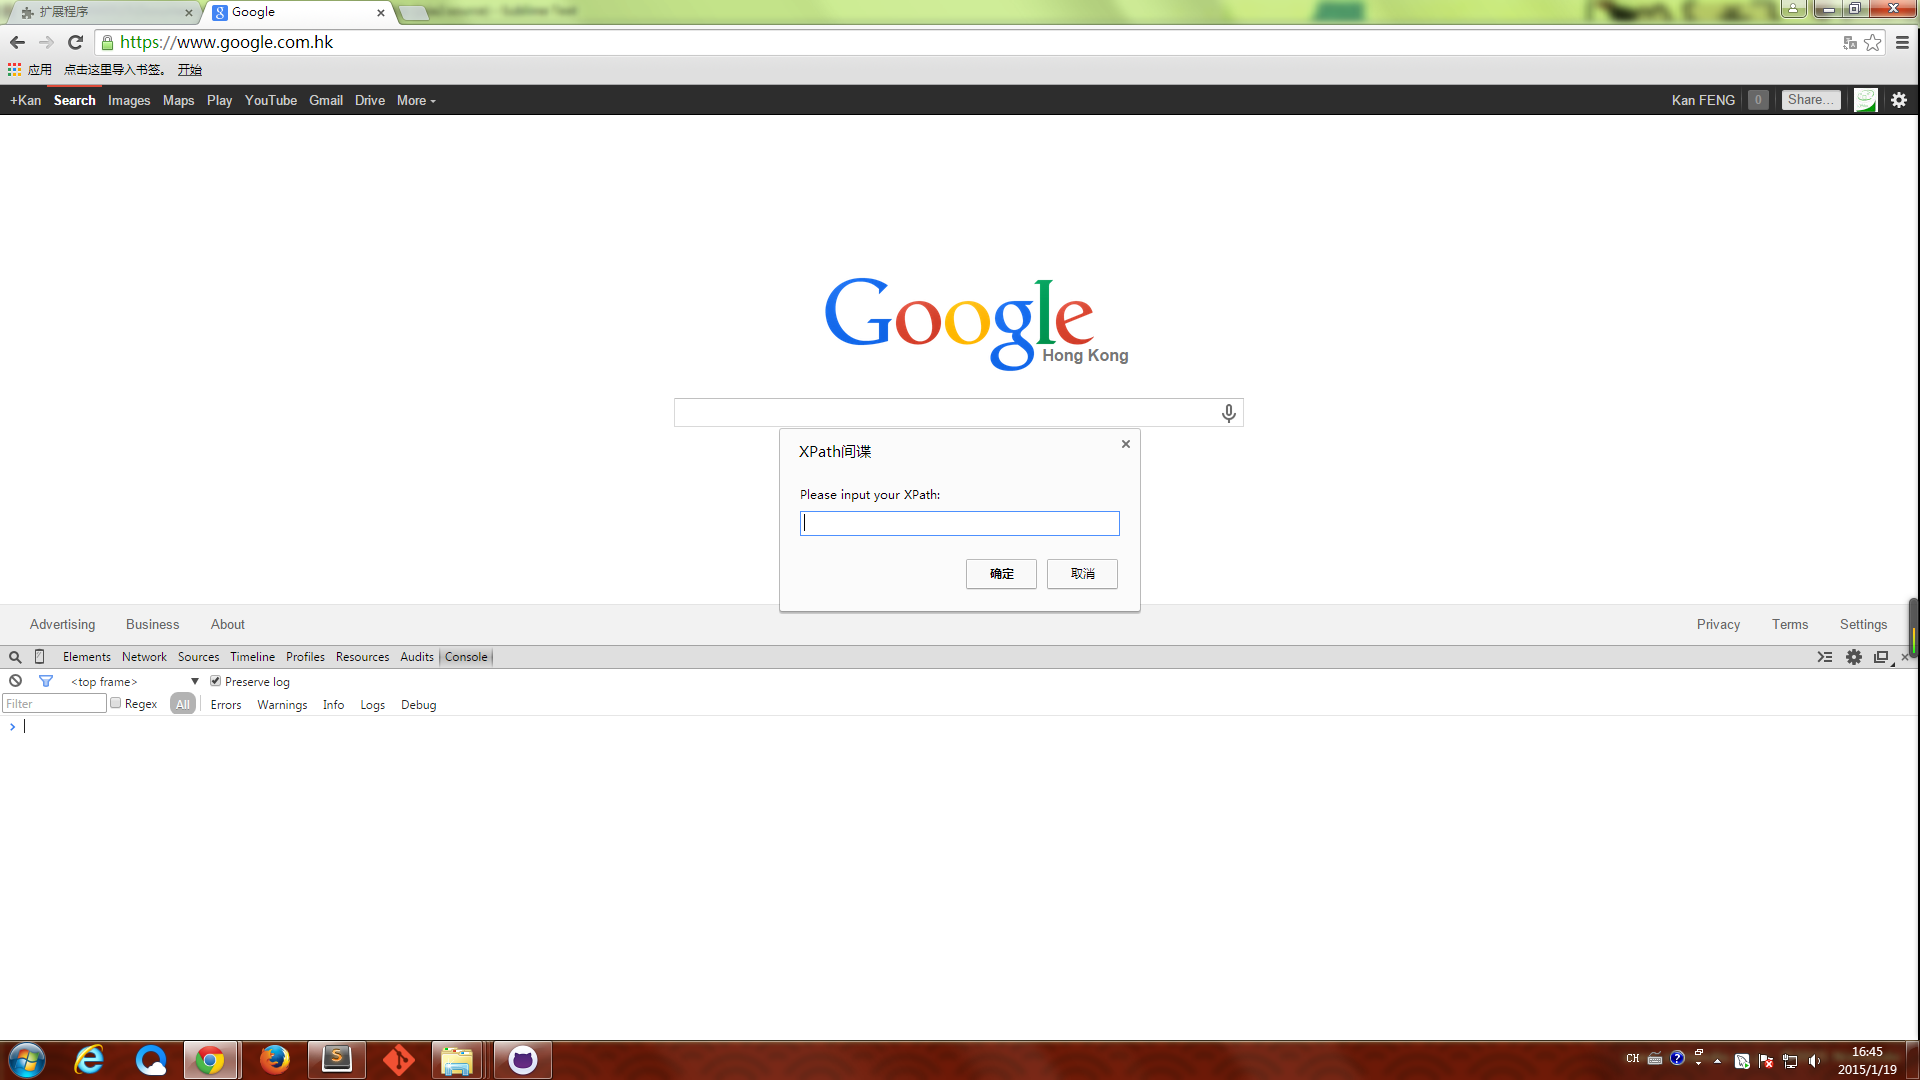 扩展程序
Google
https://www.google.com.hk
应用 点击这里导入书签。 开始
+Kan Search Images Maps Play YouTube Gmail Drive More
Kan FENG 0 Share...
Google
Hong Kong
XPath间谍
Please input your XPath:
确定 取消
Advertising Business About
Privacy Terms Settings
Elements Network Sources Timeline Profiles Resources Audits Console
<top frame> Preserve log
Filter Regex All Errors Warnings Info Logs Debug
CH
16:45
2015/1/19